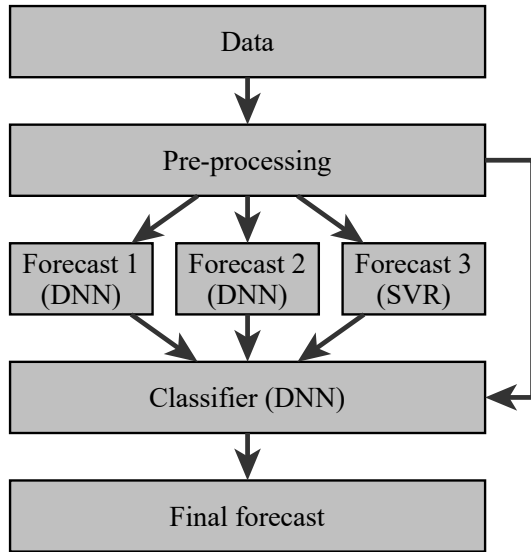 Data
Pre-processing
Forecast 1
(DNN)
Forecast 2
(DNN)
Forecast 3
(SVR)
Classifier (DNN)
Final forecast